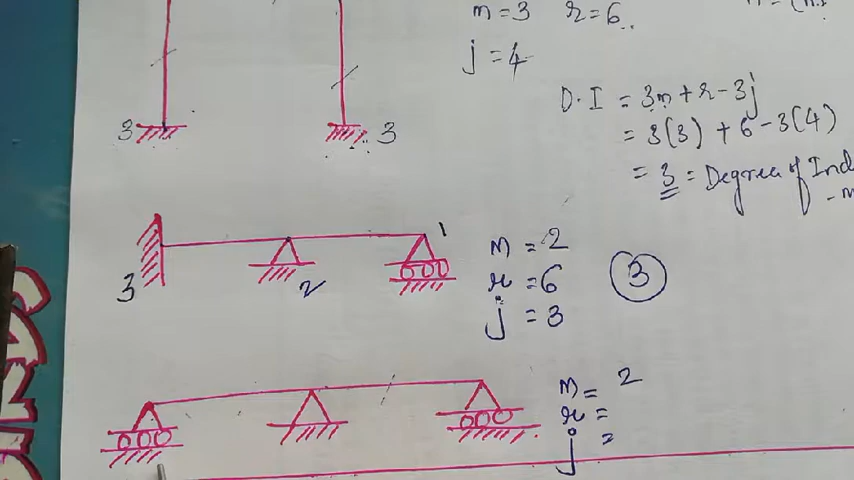 m = 3 r = 6
j = 4
D.I = 3m + r - 3j
= 3(3) + 6 - 3(4)
= 3 = Degree of Ind
3 3
1
m = 2
r = 6
j = 3
3
3 2
m = 2
r =
j =